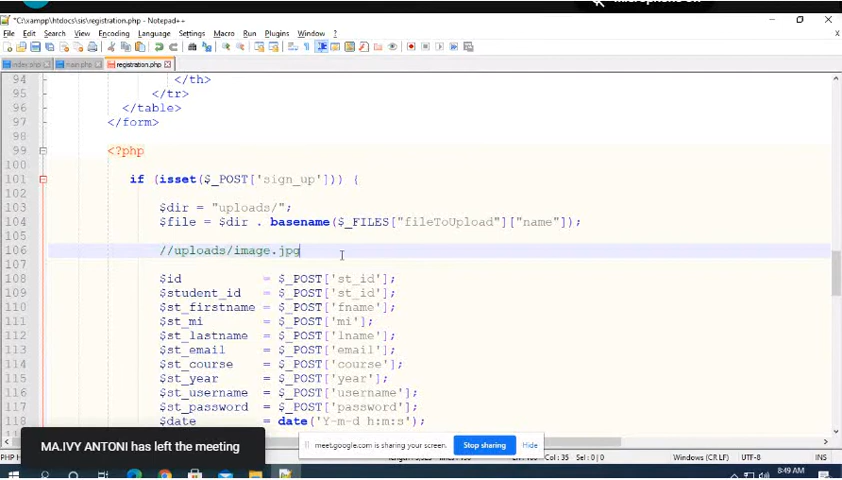 *C:\xampp\htdocs\sis\registration.php - Notepad++
File Edit Search View Encoding Language Settings Macro Run Plugins Window ?
index.php main.php registration.php
94 </th>
95 </tr>
96 </table>
97 </form>
98
99 <?php
100
101 if (isset($_POST['sign_up'])) {
102
103 $dir = "uploads/";
104 $file = $dir . basename($_FILES["fileToUpload"]["name"]);
105
106 //uploads/image.jpg
107
108 $id = $_POST['st_id'];
109 $student_id = $_POST['st_id'];
110 $st_firstname = $_POST['fname'];
111 $st_mi = $_POST['mi'];
112 $st_lastname = $_POST['lname'];
113 $st_email = $_POST['email'];
114 $st_course = $_POST['course'];
115 $st_year = $_POST['year'];
116 $st_username = $_POST['username'];
117 $st_password = $_POST['password'];
118 $date = date('Y-m-d h:m:s');
MA.IVY ANTONI has left the meeting
meet.google.com is sharing your screen. Stop sharing Hide
Col : 35 Windows (CR LF) UTF-8 INS
8:49 AM